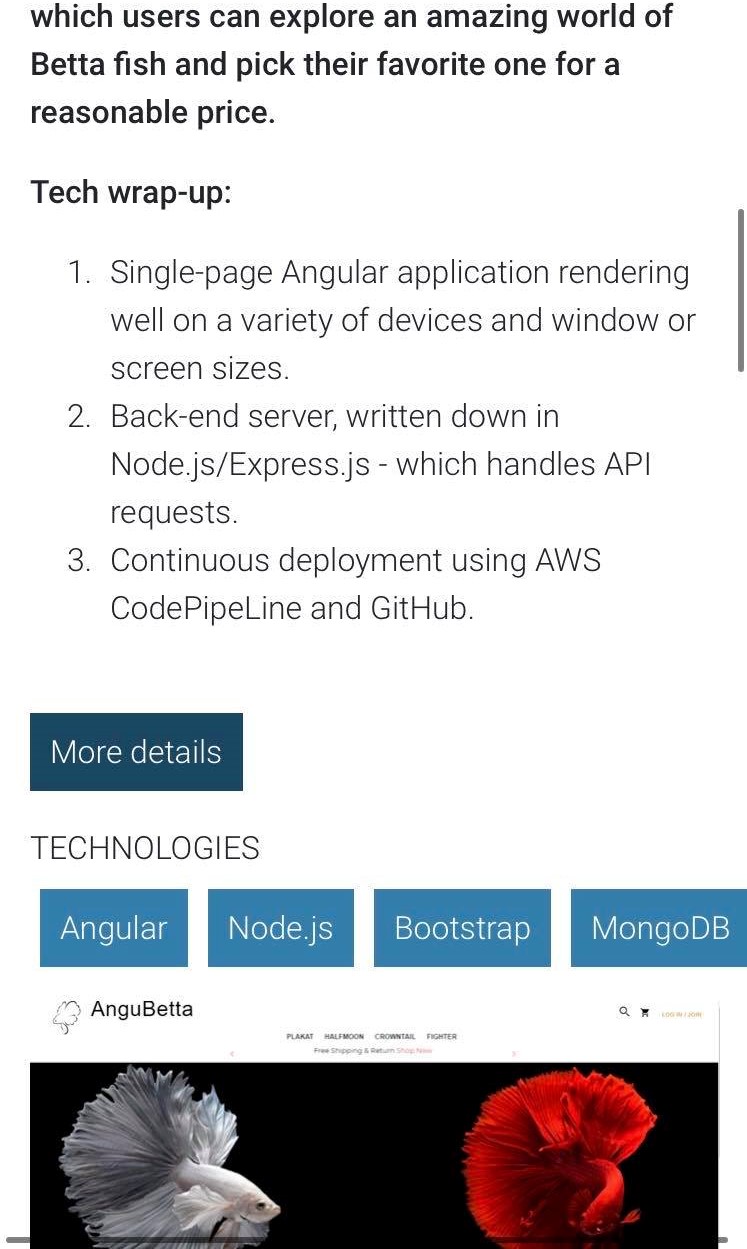 which users can explore an amazing world of
Betta fish and pick their favorite one for a
reasonable price.
Tech wrap-up:
1. Single-page Angular application rendering
well on a variety of devices and window or
screen sizes.
2. Back-end server, written down in
Node.js/Express.js - which handles API
requests.
3. Continuous deployment using AWS
CodePipeLine and GitHub.
More details
TECHNOLOGIES
Angular Node.js Bootstrap MongoDB
AnguBetta LOG IN / JOIN
PLAKAT HALFMOON CROWNTAIL FIGHTER
Free Shipping & Return Shop Now